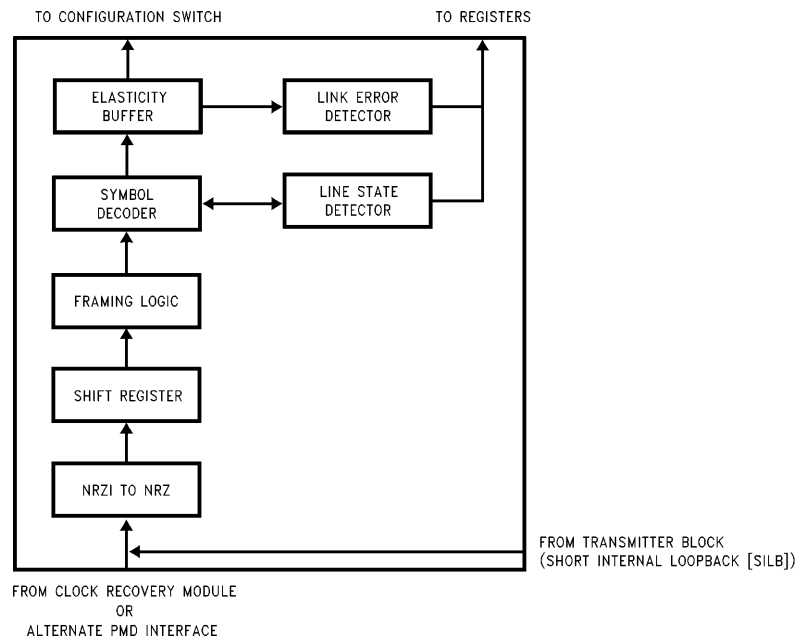 TO CONFIGURATION SWITCH
TO REGISTERS
ELASTICITY
BUFFER
LINK ERROR
DETECTOR
SYMBOL
DECODER
LINE STATE
DETECTOR
FRAMING LOGIC
SHIFT REGISTER
NRZI TO NRZ
FROM TRANSMITTER BLOCK
(SHORT INTERNAL LOOPBACK [SILB])
FROM CLOCK RECOVERY MODULE
OR
ALTERNATE PMD INTERFACE